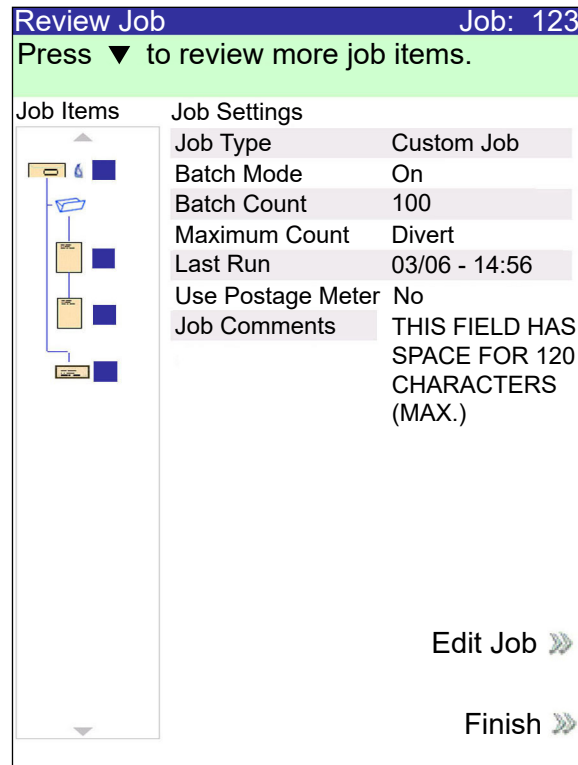 Review Job Job: 123
Press ▼ to review more job items.
Job Items Job Settings
Job Type Custom Job
Batch Mode On
Batch Count 100
Maximum Count Divert
Last Run 03/06 - 14:56
Use Postage Meter No
Job Comments THIS FIELD HAS
SPACE FOR 120
CHARACTERS
(MAX.)
Edit Job
Finish